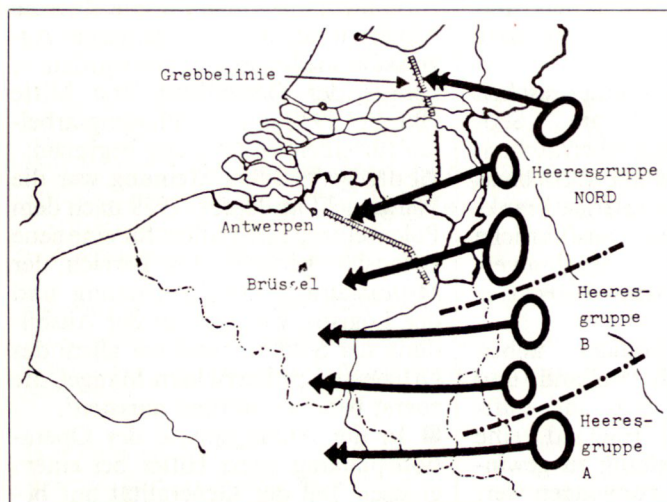 Grebbelinie
Heeresgruppe
NORD
Antwerpen
Brüssel
Heeres-
gruppe
B
Heeres-
gruppe
A